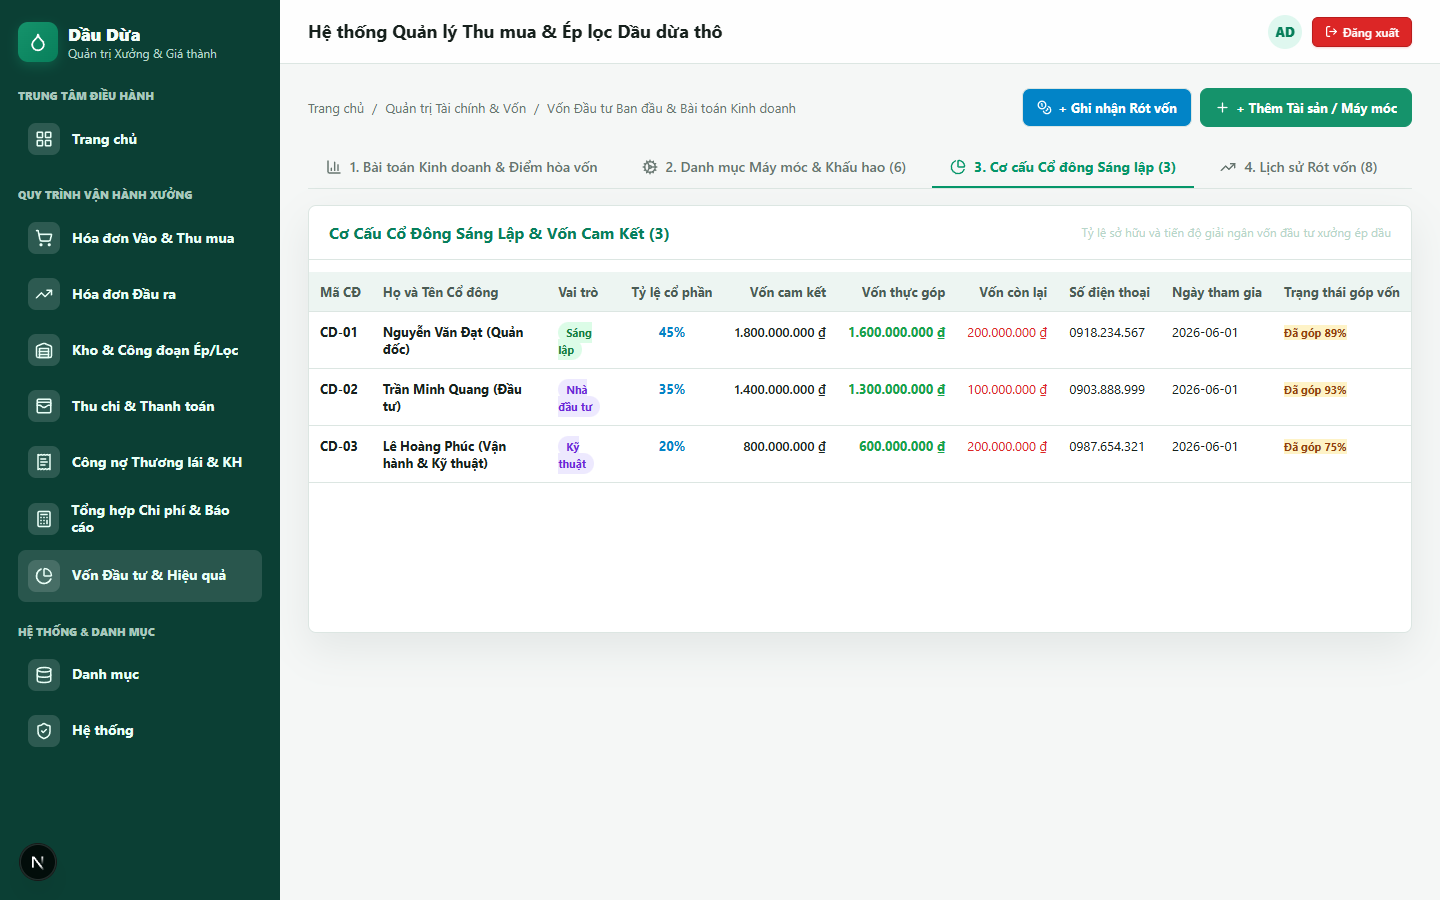 Dầu Dừa
Quản trị Xưởng & Giá thành
TRUNG TÂM ĐIỀU HÀNH
Trang chủ
QUY TRÌNH VẬN HÀNH XƯỞNG
Hóa đơn Vào & Thu mua
Hóa đơn Đầu ra
Kho & Công đoạn Ép/Lọc
Thu chi & Thanh toán
Công nợ Thương lái & KH
Tổng hợp Chi phí & Báo
cáo
Vốn Đầu tư & Hiệu quả
HỆ THỐNG & DANH MỤC
Danh mục
Hệ thống
N
Hệ thống Quản lý Thu mua & Ép lọc Dầu dừa thô
AD
Đăng xuất
Trang chủ / Quản trị Tài chính & Vốn / Vốn Đầu tư Ban đầu & Bài toán Kinh doanh
+ Ghi nhận Rót vốn
+ Thêm Tài sản / Máy móc
1. Bài toán Kinh doanh & Điểm hòa vốn
2. Danh mục Máy móc & Khấu hao (6)
3. Cơ cấu Cổ đông Sáng lập (3)
4. Lịch sử Rót vốn (8)
Cơ Cấu Cổ Đông Sáng Lập & Vốn Cam Kết (3)
Tỷ lệ sở hữu và tiến độ giải ngân vốn đầu tư xưởng ép dầu
Mã CĐ Họ và Tên Cổ đông Vai trò Tỷ lệ cổ phần Vốn cam kết Vốn thực góp Vốn còn lại Số điện thoại Ngày tham gia Trạng thái góp vốn
CD-01 Nguyễn Văn Đạt (Quản Sáng 45% 1.800.000.000 ₫ 1.600.000.000 ₫ 200.000.000 ₫ 0918.234.567 2026-06-01 Đã góp 89%
đốc) lập
CD-02 Trần Minh Quang (Đầu Nhà 35% 1.400.000.000 ₫ 1.300.000.000 ₫ 100.000.000 ₫ 0903.888.999 2026-06-01 Đã góp 93%
tư) đầu tư
CD-03 Lê Hoàng Phúc (Vận Kỹ 20% 800.000.000 ₫ 600.000.000 ₫ 200.000.000 ₫ 0987.654.321 2026-06-01 Đã góp 75%
hành & Kỹ thuật) thuật